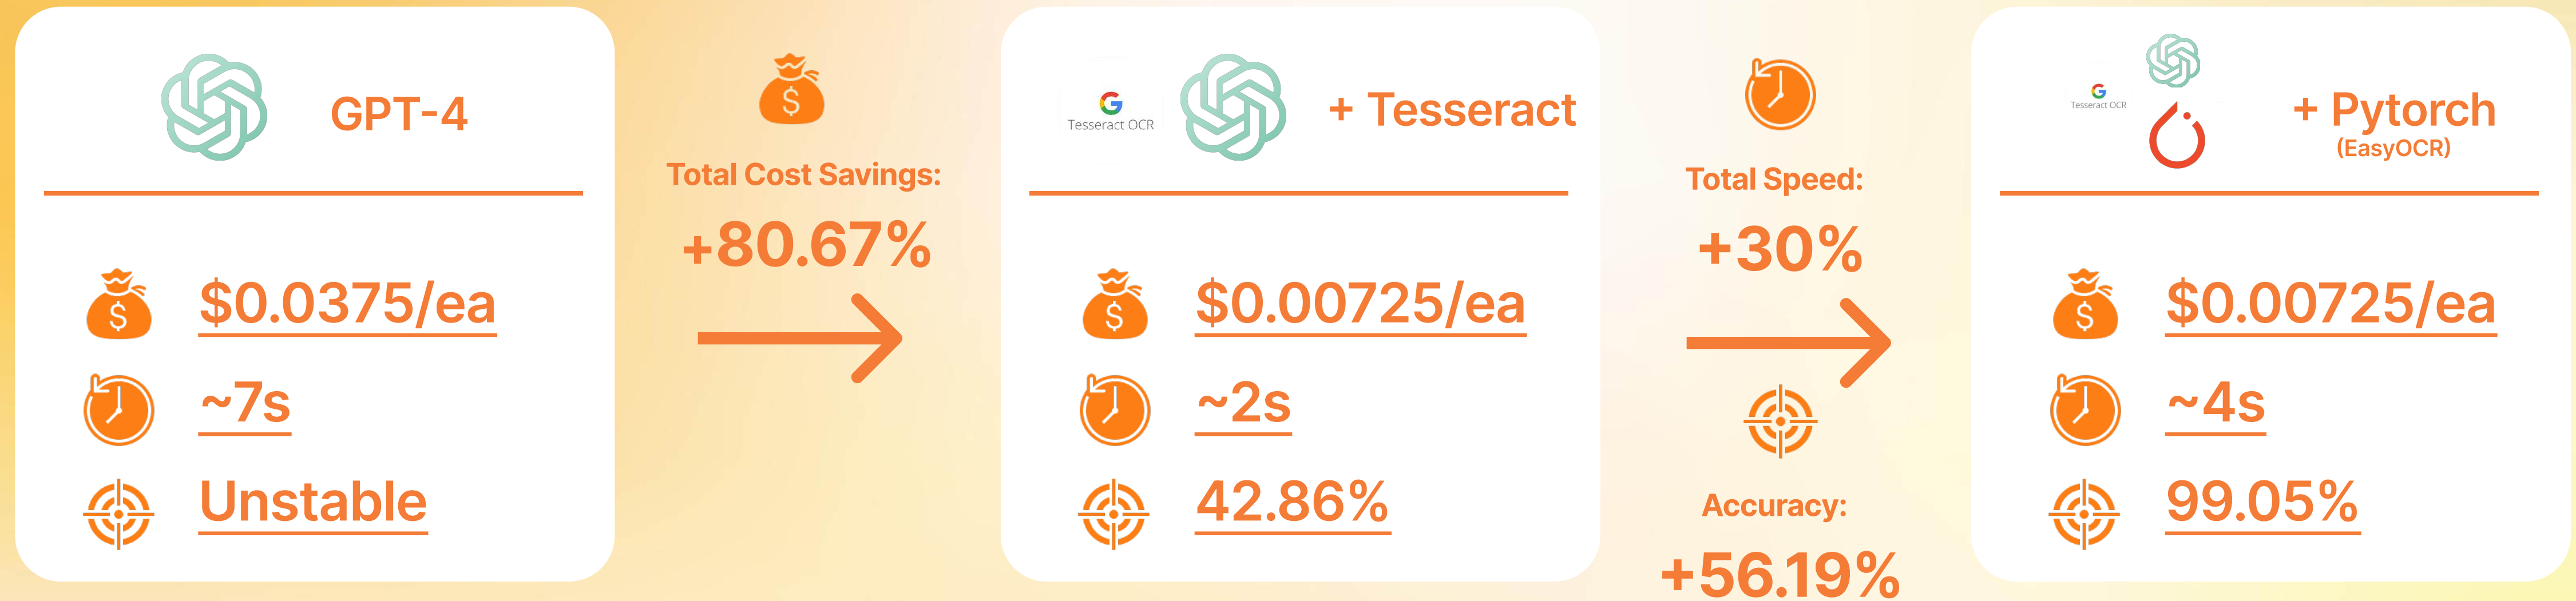 GPT-4
$0.0375/ea
~7s
Unstable
Total Cost Savings:
+80.67%
Tesseract OCR
+ Tesseract
$0.00725/ea
~2s
42.86%
Total Speed:
+30%
Accuracy:
+56.19%
Tesseract OCR
+ Pytorch
(EasyOCR)
$0.00725/ea
~4s
99.05%